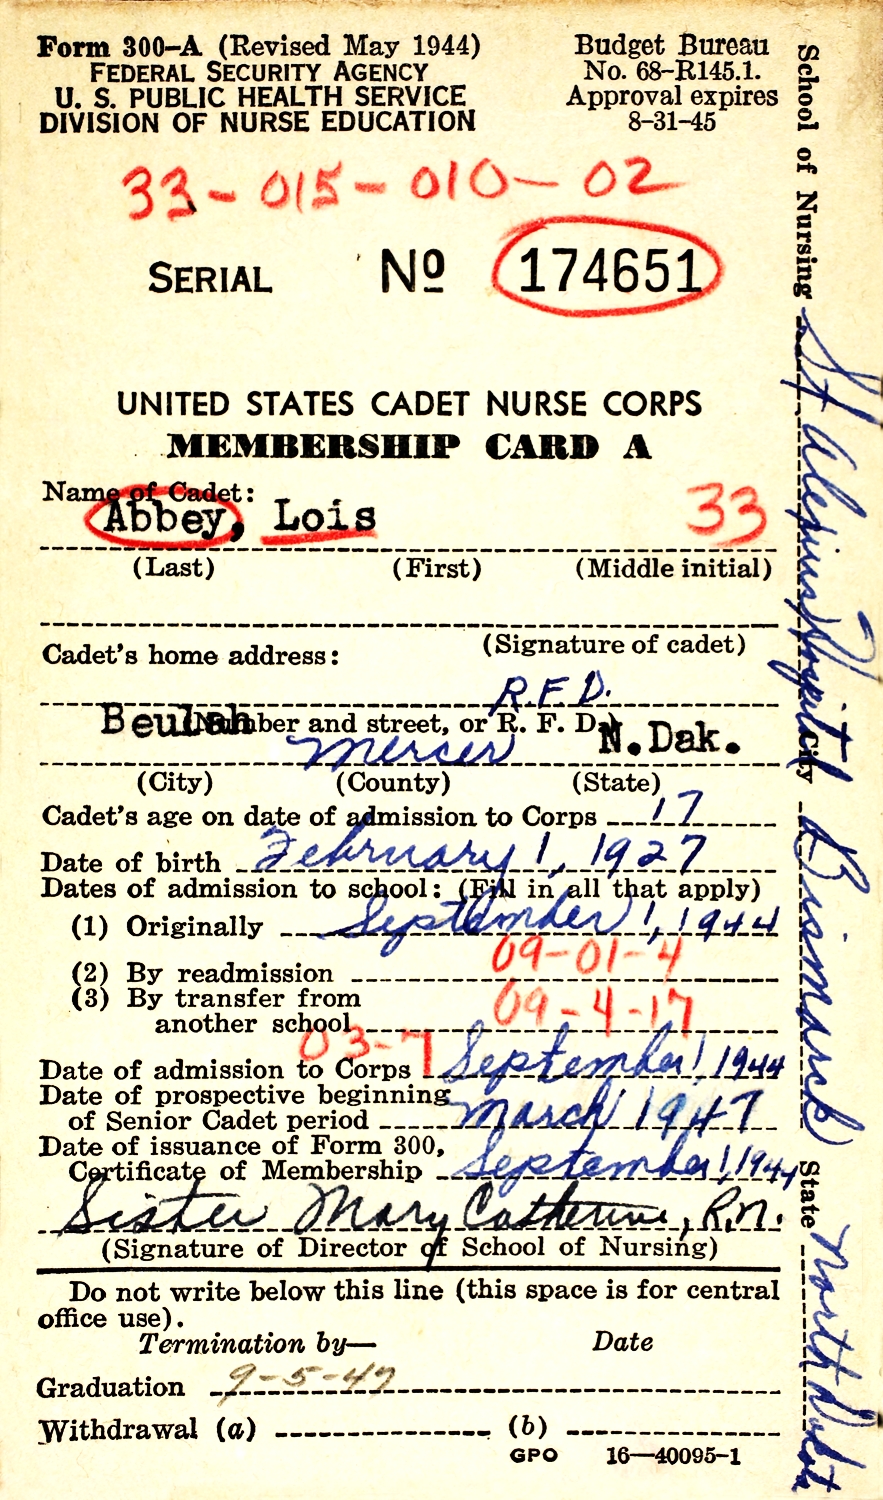 Form 300–A (Revised May 1944)
FEDERAL SECURITY AGENCY
U. S. PUBLIC HEALTH SERVICE
DIVISION OF NURSE EDUCATION
Budget Bureau
No. 68–R145.1.
Approval expires
8–31–45
33-015-010-02
SERIAL No 174651
UNITED STATES CADET NURSE CORPS
MEMBERSHIP CARD A
Name of Cadet:
Abbey, Lois 33
(Last) (First) (Middle initial)
(Signature of cadet)
Cadet's home address:
R.F.D.
(Number and street, or R. F. D.)
Beulah Mercer N.Dak.
(City) (County) (State)
Cadet's age on date of admission to Corps 17
Date of birth February 1, 1927
Dates of admission to school: (Fill in all that apply)
(1) Originally September 1, 1944
09-01-4
(2) By readmission
(3) By transfer from
another school 09-4-17
03-7
Date of admission to Corps September 1, 1944
Date of prospective beginning
of Senior Cadet period March 1947
Date of issuance of Form 300,
Certificate of Membership September 1, 1944
Sister Mary Catherine, R.N.
(Signature of Director of School of Nursing)
Do not write below this line (this space is for central
office use).
Termination by— Date
Graduation 9-5-47
Withdrawal (a) (b)
GPO 16—40095-1
School of Nursing St Alexius Hospital City Bismarck State North Dakota